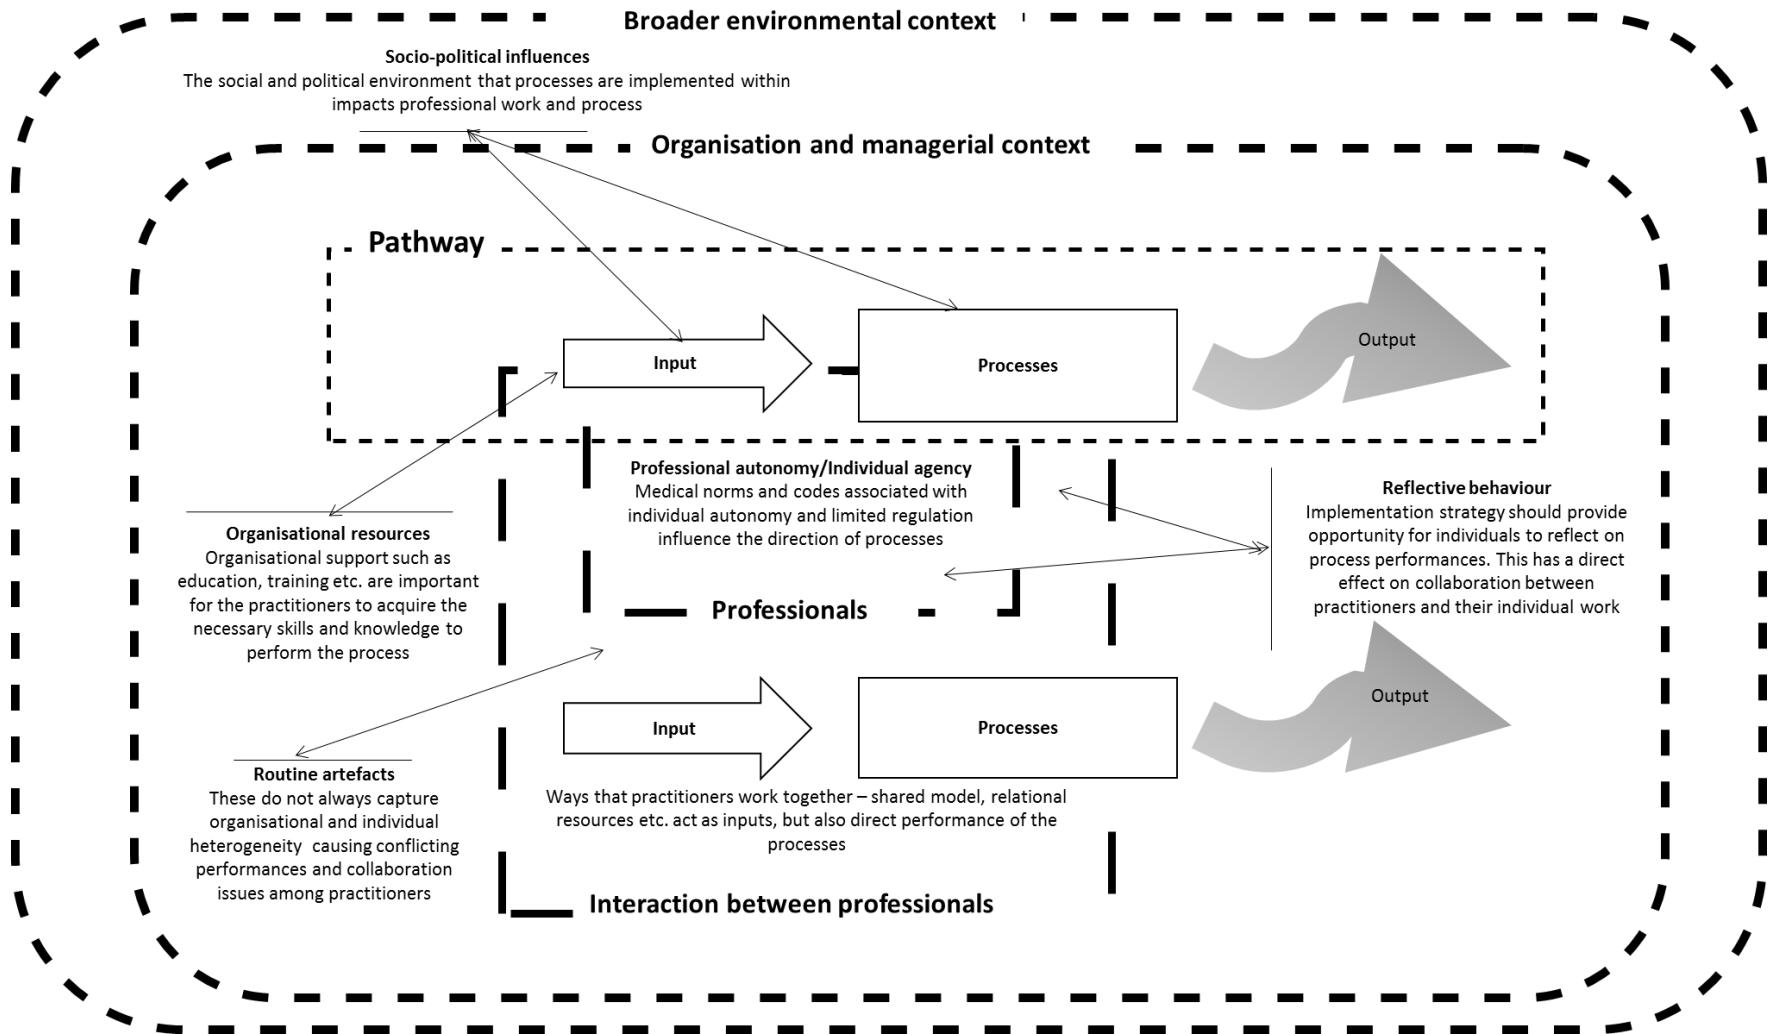 Broader environmental context
Socio-political influences
The social and political environment that processes are implemented within
impacts professional work and process
Organisation and managerial context
Pathway
Input
Processes
Output
Professional autonomy/Individual agency
Medical norms and codes associated with
individual autonomy and limited regulation
influence the direction of processes
Reflective behaviour
Implementation strategy should provide
opportunity for individuals to reflect on
process performances. This has a direct
effect on collaboration between
practitioners and their individual work
Organisational resources
Organisational support such as
education, training etc. are important
for the practitioners to acquire the
necessary skills and knowledge to
perform the process
Professionals
Input
Processes
Output
Routine artefacts
These do not always capture
organisational and individual
heterogeneity causing conflicting
performances and collaboration
issues among practitioners
Ways that practitioners work together – shared model, relational
resources etc. act as inputs, but also direct performance of the
processes
Interaction between professionals